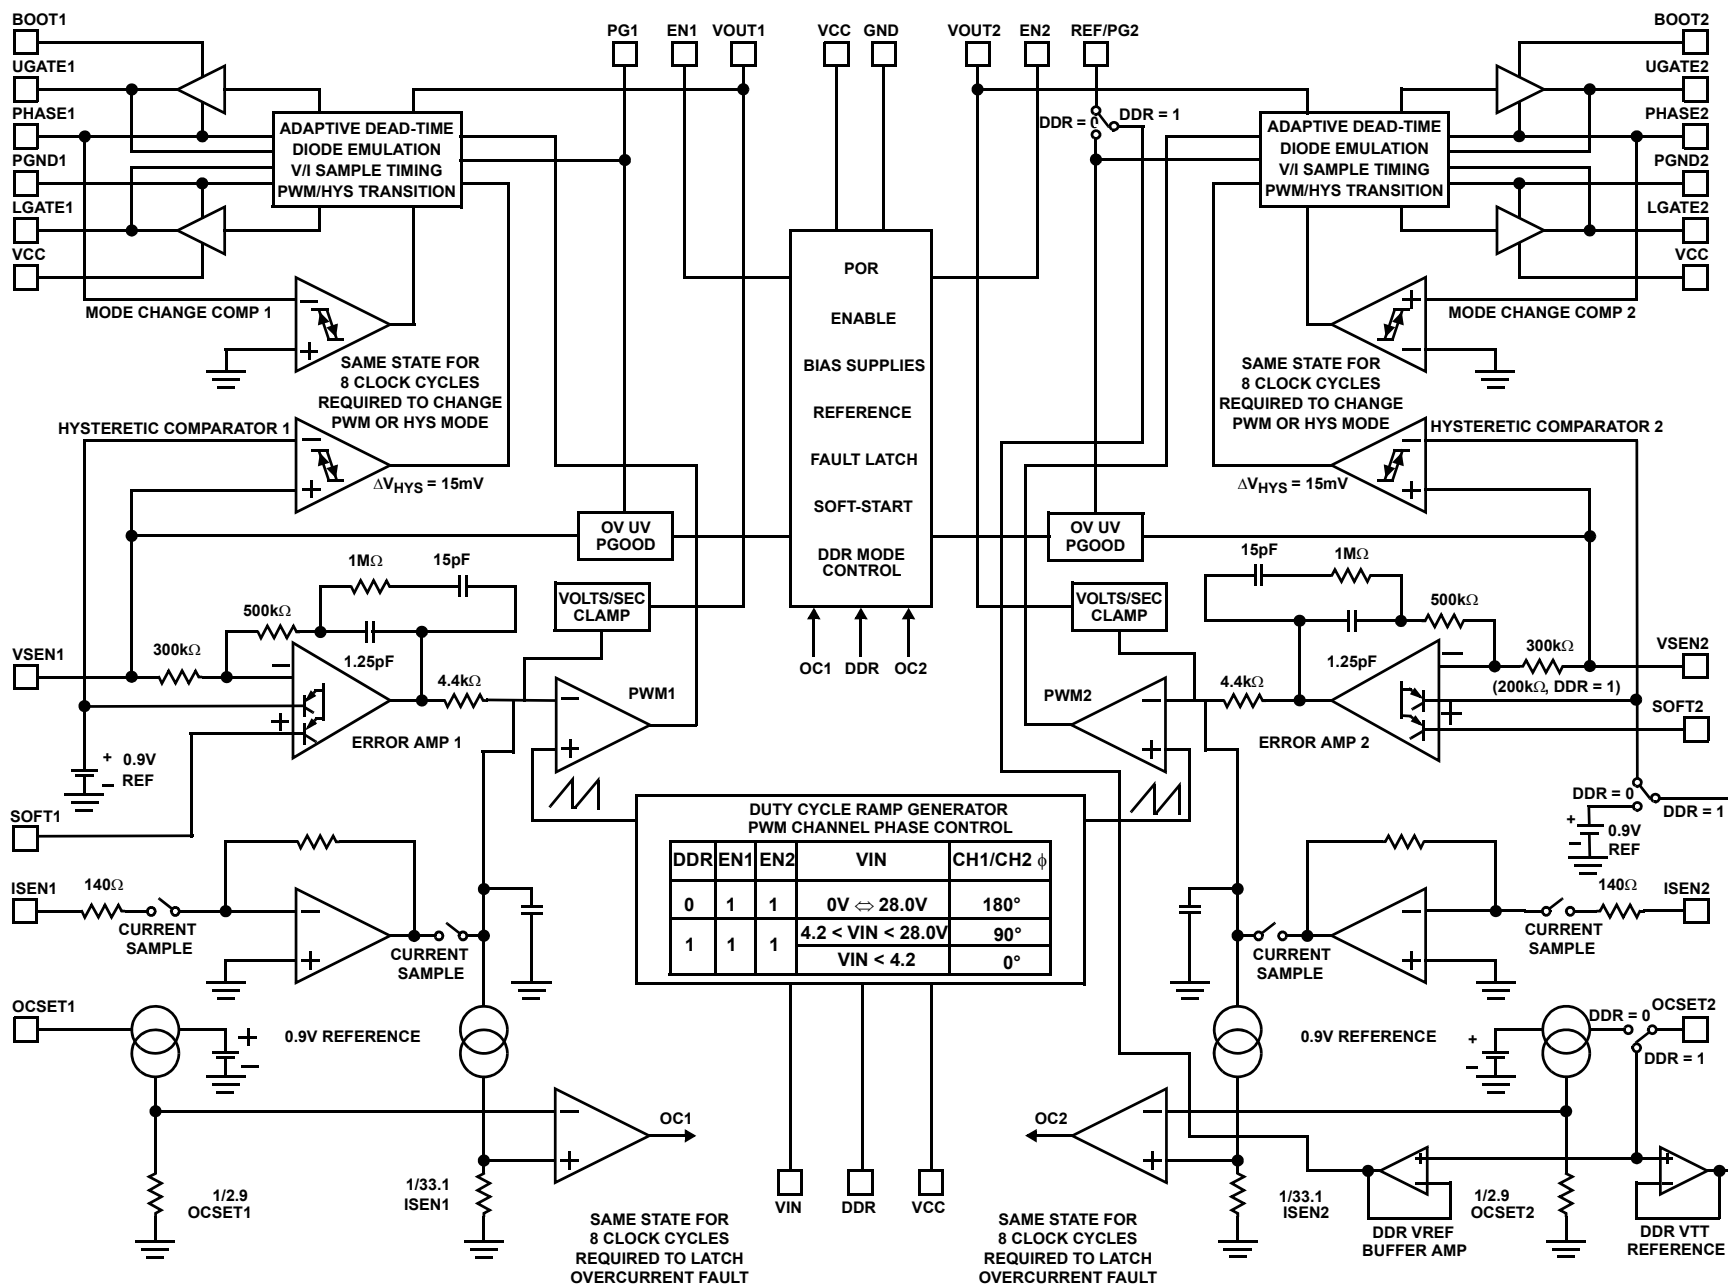 BOOT1
UGATE1
PHASE1
PGND1
LGATE1
VCC
PG1
EN1
VOUT1
VCC
GND
VOUT2
EN2
REF/PG2
BOOT2
UGATE2
PHASE2
PGND2
LGATE2
VCC
ADAPTIVE DEAD-TIME
DIODE EMULATION
V/I SAMPLE TIMING
PWM/HYS TRANSITION
DDR = 0
DDR = 1
ADAPTIVE DEAD-TIME
DIODE EMULATION
V/I SAMPLE TIMING
PWM/HYS TRANSITION
MODE CHANGE COMP 1
−
+
SAME STATE FOR
8 CLOCK CYCLES
REQUIRED TO CHANGE
PWM OR HYS MODE
POR
ENABLE
BIAS SUPPLIES
REFERENCE
FAULT LATCH
SOFT-START
DDR MODE
CONTROL
OC1
DDR
OC2
MODE CHANGE COMP 2
+
−
SAME STATE FOR
8 CLOCK CYCLES
REQUIRED TO CHANGE
PWM OR HYS MODE
HYSTERETIC COMPARATOR 1
−
+
ΔVHYS = 15mV
HYSTERETIC COMPARATOR 2
−
+
ΔVHYS = 15mV
OV UV
PGOOD
OV UV
PGOOD
1MΩ
15pF
500kΩ
300kΩ
1.25pF
VSEN1
−
+
4.4kΩ
ERROR AMP 1
VOLTS/SEC
CLAMP
PWM1
−
+
+
0.9V
REF
−
SOFT1
VOLTS/SEC
CLAMP
PWM2
−
+
15pF
1MΩ
500kΩ
300kΩ
(200kΩ, DDR = 1)
1.25pF
4.4kΩ
−
+
ERROR AMP 2
VSEN2
SOFT2
DDR = 0
DDR = 1
+
−
0.9V
REF
DUTY CYCLE RAMP GENERATOR
PWM CHANNEL PHASE CONTROL
DDR EN1 EN2 VIN CH1/CH2 ϕ
0 1 1 0V ⇔ 28.0V 180°
1 1 1 4.2 < VIN < 28.0V 90°
VIN < 4.2 0°
ISEN1
140Ω
CURRENT
SAMPLE
−
+
CURRENT
SAMPLE
ISEN2
140Ω
CURRENT
SAMPLE
−
+
CURRENT
SAMPLE
OCSET1
+
−
0.9V REFERENCE
0.9V REFERENCE
+
−
DDR = 0
OCSET2
DDR = 1
−
+
OC1
1/2.9
OCSET1
1/33.1
ISEN1
SAME STATE FOR
8 CLOCK CYCLES
REQUIRED TO LATCH
OVERCURRENT FAULT
VIN
DDR
VCC
OC2
−
+
SAME STATE FOR
8 CLOCK CYCLES
REQUIRED TO LATCH
OVERCURRENT FAULT
1/33.1
ISEN2
+
−
DDR VREF
BUFFER AMP
1/2.9
OCSET2
+
−
DDR VTT
REFERENCE